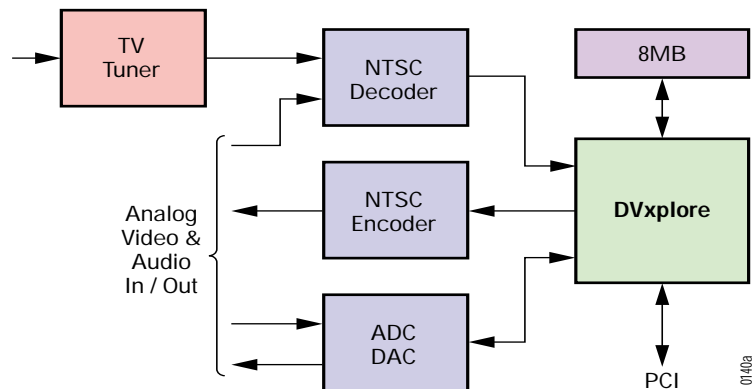 TV
Tuner
NTSC
Decoder
8MB
NTSC
Encoder
DVxplore
Analog
Video &
Audio
In / Out
ADC
DAC
PCI
0140a